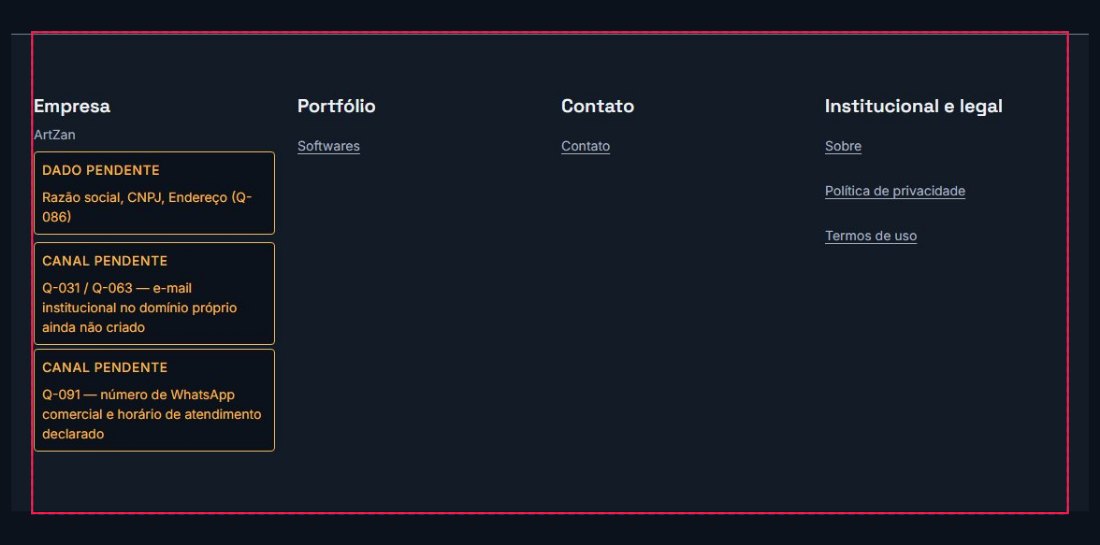 Empresa
ArtZan
DADO PENDENTE
Razão social, CNPJ, Endereço (Q-
086)
CANAL PENDENTE
Q-031 / Q-063 — e-mail
institucional no domínio próprio
ainda não criado
CANAL PENDENTE
Q-091 — número de WhatsApp
comercial e horário de atendimento
declarado
Portfólio
Softwares
Contato
Contato
Institucional e legal
Sobre
Política de privacidade
Termos de uso